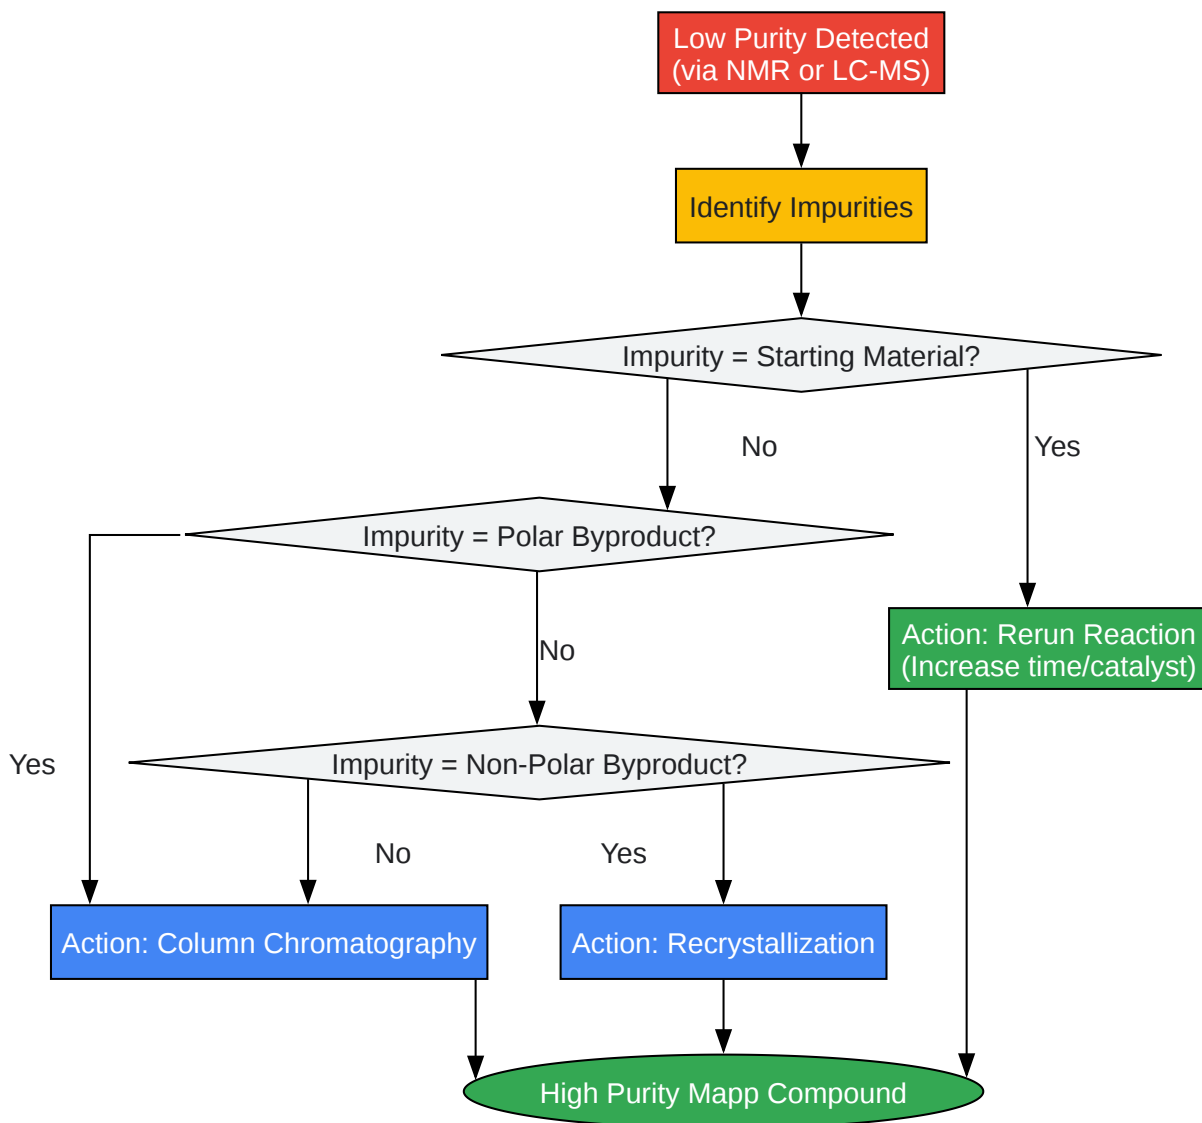 Low Purity Detected
(via NMR or LC-MS)
Identify Impurities
Impurity = Starting Material?
No
Yes
Impurity = Polar Byproduct?
Action: Rerun Reaction
(Increase time/catalyst)
No
Yes
Impurity = Non-Polar Byproduct?
No
Yes
Action: Column Chromatography
Action: Recrystallization
High Purity Mapp Compound